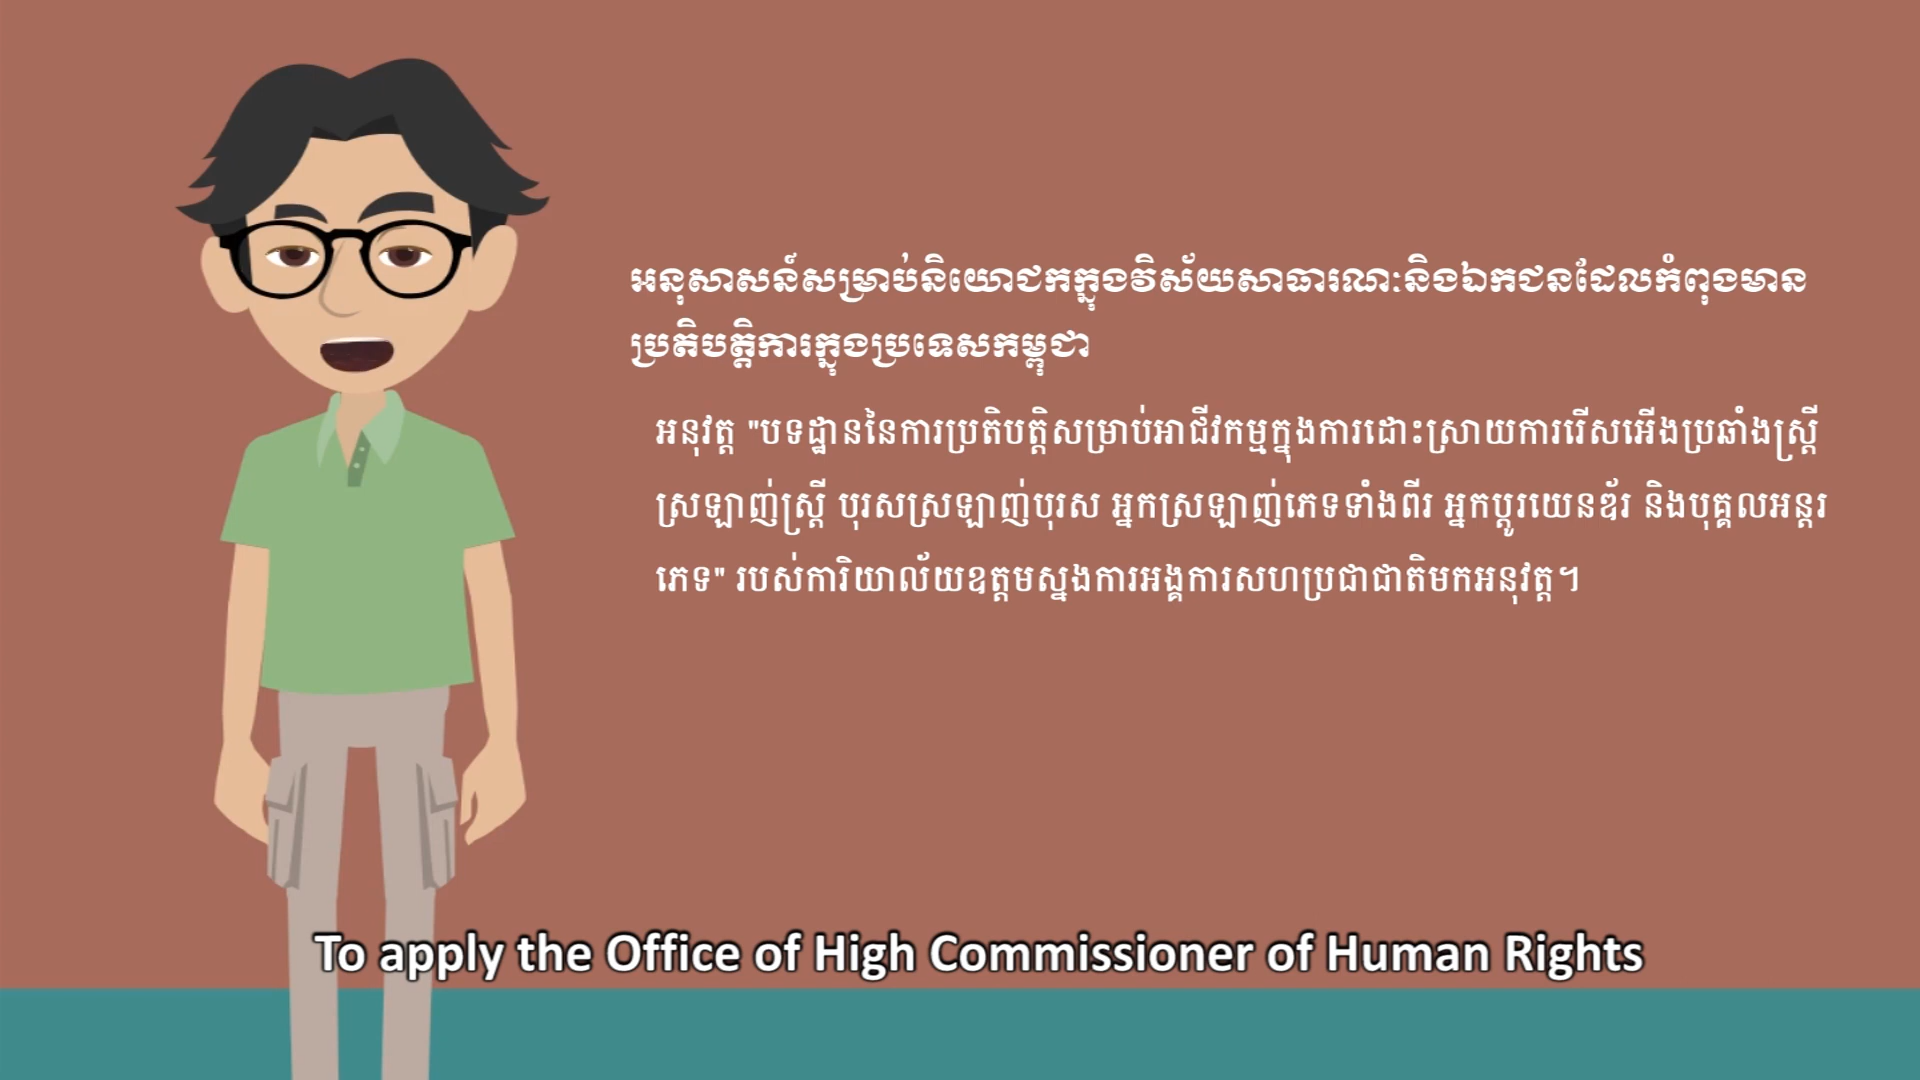 អនុសាសន៍សម្រាប់និយោជកក្នុងវិស័យសាធារណៈនិងឯកជនដែលកំពុងមាន
ប្រតិបត្តិការក្នុងប្រទេសកម្ពុជា
អនុវត្ត "បទដ្ឋាននៃការប្រតិបត្តិសម្រាប់អាជីវកម្មក្នុងការដោះស្រាយការរើសអើងប្រឆាំងស្ត្រី
ស្រឡាញ់ស្ត្រី បុរសស្រឡាញ់បុរស អ្នកស្រឡាញ់ភេទទាំងពីរ អ្នកប្តូរយេនឌ័រ និងបុគ្គលអន្តរ
ភេទ" របស់ការិយាល័យឧត្តមស្នងការអង្គការសហប្រជាជាតិមកអនុវត្ត។
To apply the Office of High Commissioner of Human Rights